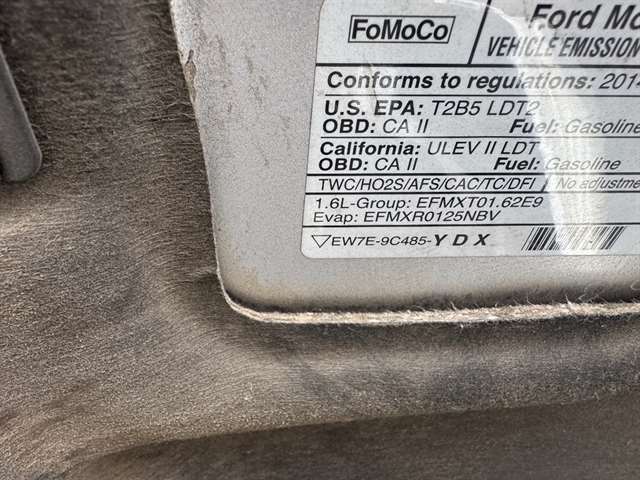 FoMoCo
Ford Mo
VEHICLE EMISSION
Conforms to regulations: 2014
U.S. EPA: T2B5 LDT2
OBD: CA II Fuel: Gasoline
California: ULEV II LDT
OBD: CA II Fuel: Gasoline
TWC/HO2S/AFS/CAC/TC/DFI No adjustmen
1.6L-Group: EFMXT01.62E9
Evap: EFMXR0125NBV
EW7E-9C485-YDX